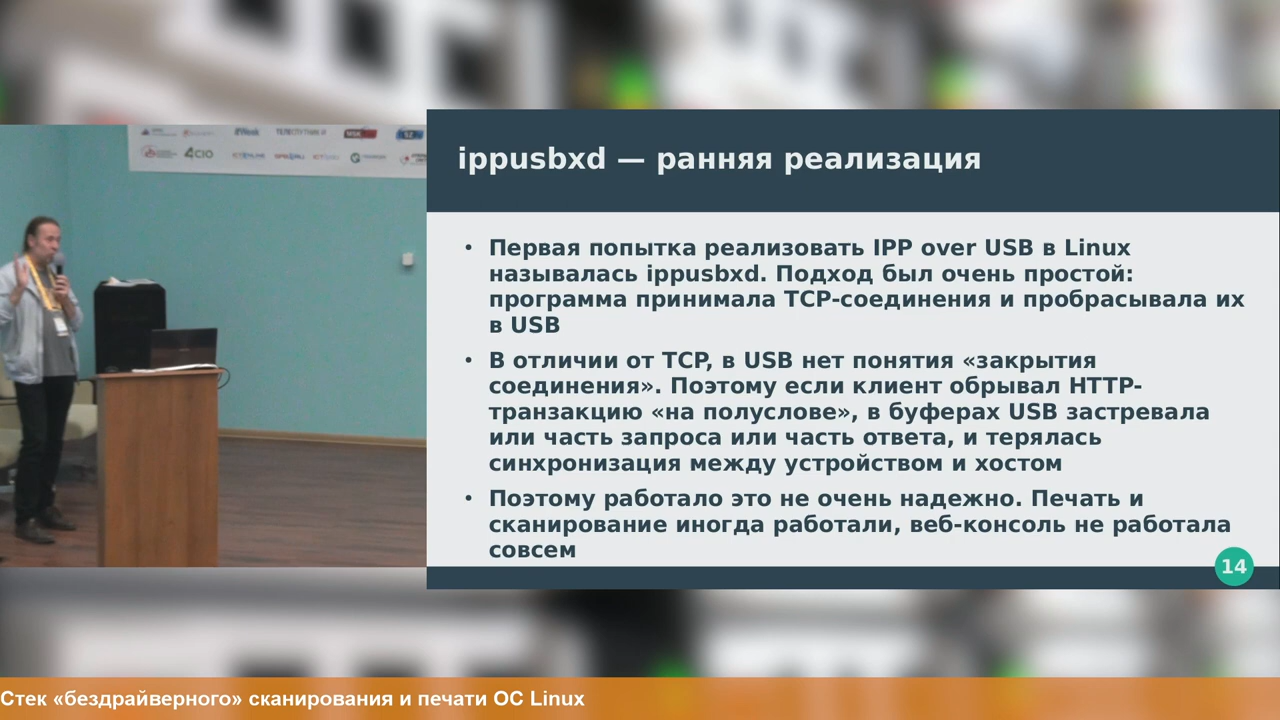 ITWeek ТЕЛЕСПУТНИК
4CIO
ippusbxd — ранняя реализация
• Первая попытка реализовать IPP over USB в Linux
называлась ippusbxd. Подход был очень простой:
программа принимала TCP-соединения и пробрасывала их
в USB
• В отличии от TCP, в USB нет понятия «закрытия
соединения». Поэтому если клиент обрывал HTTP-
транзакцию «на полуслове», в буферах USB застревала
или часть запроса или часть ответа, и терялась
синхронизация между устройством и хостом
• Поэтому работало это не очень надежно. Печать и
сканирование иногда работали, веб-консоль не работала
совсем
14
Стек «бездрайверного» сканирования и печати ОС Linux